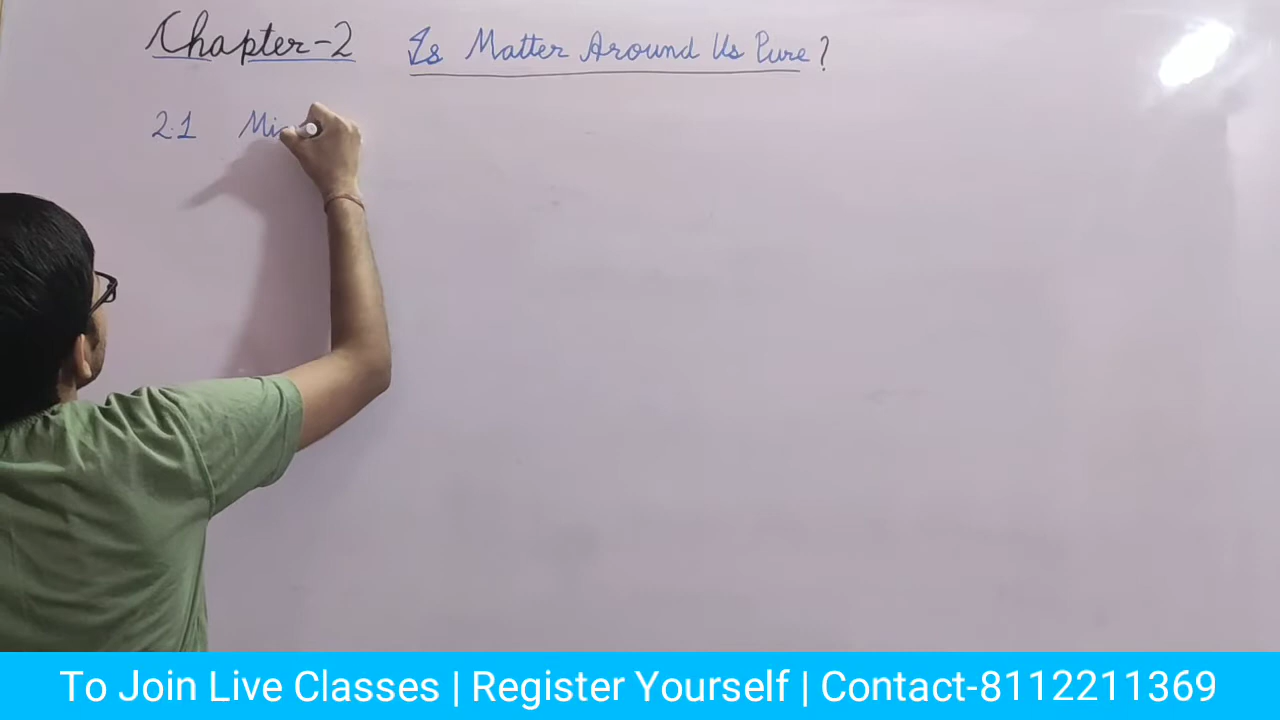 Chapter-2 Is Matter Around Us Pure?
2.1 Mi
To Join Live Classes | Register Yourself | Contact-8112211369